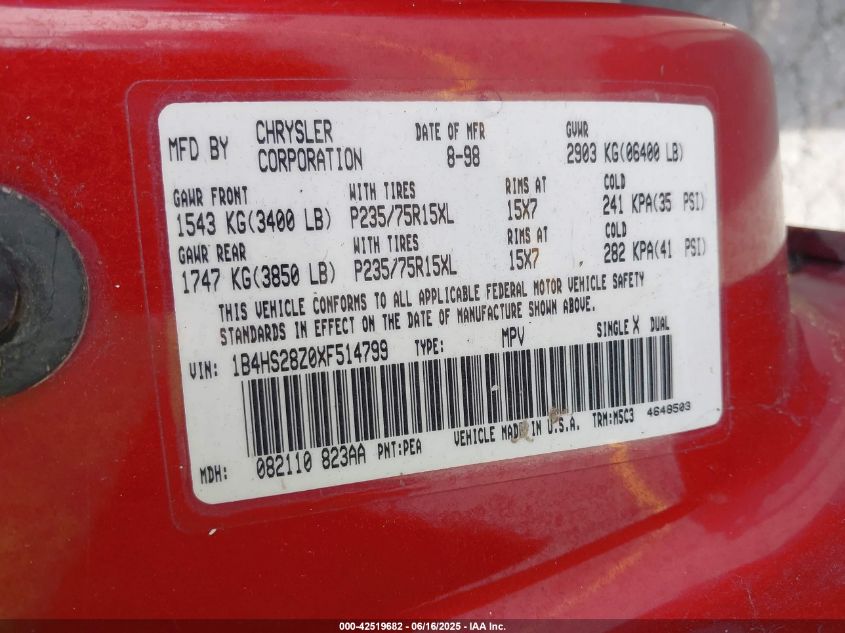 MFD BY CHRYSLER CORPORATION DATE OF MFR 8-98 GVWR 2903 KG(06400 LB)
GAWR FRONT WITH TIRES RIMS AT COLD
1543 KG(3400 LB) P235/75R15XL 15X7 241 KPA(35 PSI)
GAWR REAR WITH TIRES RIMS AT COLD
1747 KG(3850 LB) P235/75R15XL 15X7 282 KPA(41 PSI)
THIS VEHICLE CONFORMS TO ALL APPLICABLE FEDERAL MOTOR VEHICLE SAFETY
STANDARDS IN EFFECT ON THE DATE OF MANUFACTURE SHOWN ABOVE.
VIN: 1B4HS28Z0XF514799 TYPE: MPV SINGLE X DUAL
MDH: 082110 823AA PNT:PEA VEHICLE MADE IN U.S.A. TRM:M5C3 4648503
000-42519682 - 06/16/2025 - IAA Inc.